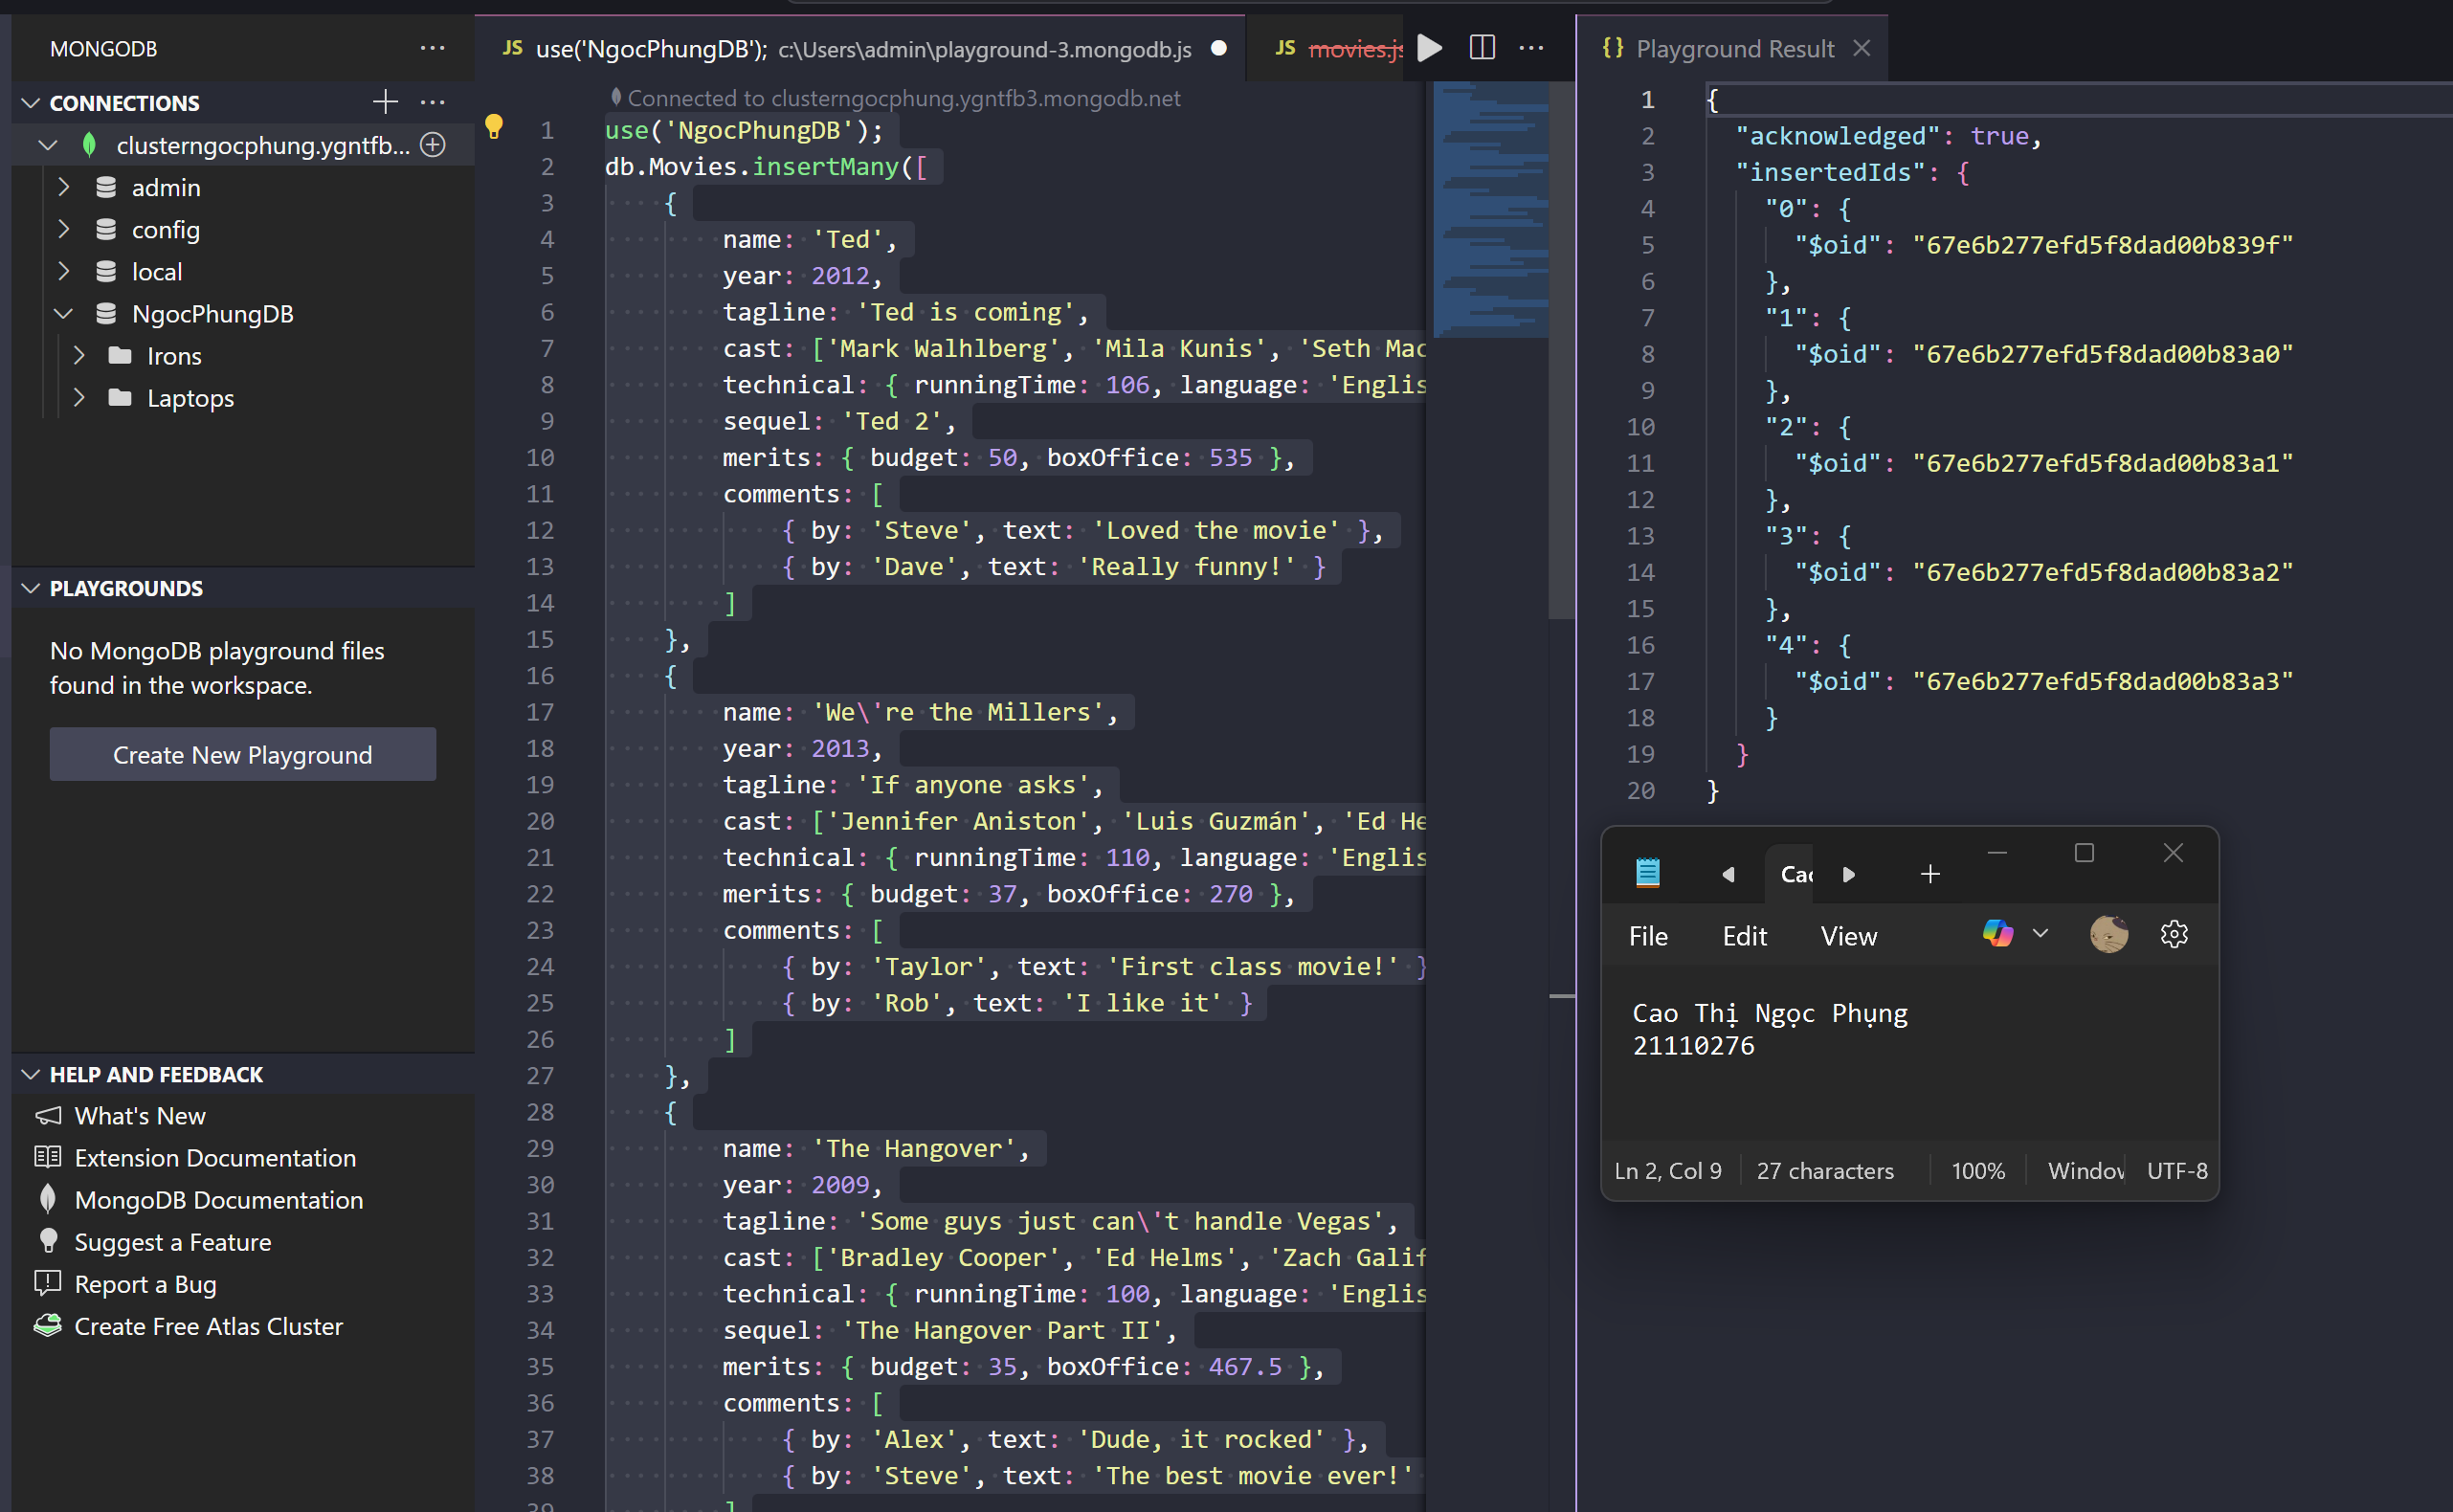 MONGODB
CONNECTIONS
clusterngocphung.ygntfb...
admin
config
local
NgocPhungDB
Irons
Laptops
PLAYGROUNDS
No MongoDB playground files
found in the workspace.
Create New Playground
HELP AND FEEDBACK
What's New
Extension Documentation
MongoDB Documentation
Suggest a Feature
Report a Bug
Create Free Atlas Cluster
JS use('NgocPhungDB'); c:\Users\admin\playground-3.mongodb.js
JS movies.js
Connected to clusterngocphung.ygntfb3.mongodb.net
1 use('NgocPhungDB');
2 db.Movies.insertMany([
3 {
4 name: 'Ted',
5 year: 2012,
6 tagline: 'Ted is coming',
7 cast: ['Mark Walhlberg', 'Mila Kunis', 'Seth Mac
8 technical: { runningTime: 106, language: 'Englis
9 sequel: 'Ted 2',
10 merits: { budget: 50, boxOffice: 535 },
11 comments: [
12 { by: 'Steve', text: 'Loved the movie' },
13 { by: 'Dave', text: 'Really funny!' }
14 ]
15 },
16 {
17 name: 'We\'re the Millers',
18 year: 2013,
19 tagline: 'If anyone asks',
20 cast: ['Jennifer Aniston', 'Luis Guzmán', 'Ed He
21 technical: { runningTime: 110, language: 'Englis
22 merits: { budget: 37, boxOffice: 270 },
23 comments: [
24 { by: 'Taylor', text: 'First class movie!' }
25 { by: 'Rob', text: 'I like it' }
26 ]
27 },
28 {
29 name: 'The Hangover',
30 year: 2009,
31 tagline: 'Some guys just can\'t handle Vegas',
32 cast: ['Bradley Cooper', 'Ed Helms', 'Zach Galif
33 technical: { runningTime: 100, language: 'Englis
34 sequel: 'The Hangover Part II',
35 merits: { budget: 35, boxOffice: 467.5 },
36 comments: [
37 { by: 'Alex', text: 'Dude, it rocked' },
38 { by: 'Steve', text: 'The best movie ever!'
39 ]
{} Playground Result
1 {
2 "acknowledged": true,
3 "insertedIds": {
4 "0": {
5 "$oid": "67e6b277efd5f8dad00b839f"
6 },
7 "1": {
8 "$oid": "67e6b277efd5f8dad00b83a0"
9 },
10 "2": {
11 "$oid": "67e6b277efd5f8dad00b83a1"
12 },
13 "3": {
14 "$oid": "67e6b277efd5f8dad00b83a2"
15 },
16 "4": {
17 "$oid": "67e6b277efd5f8dad00b83a3"
18 }
19 }
20 }
Cao
File Edit View
Cao Thị Ngọc Phụng
21110276
Ln 2, Col 9 27 characters 100% Window UTF-8